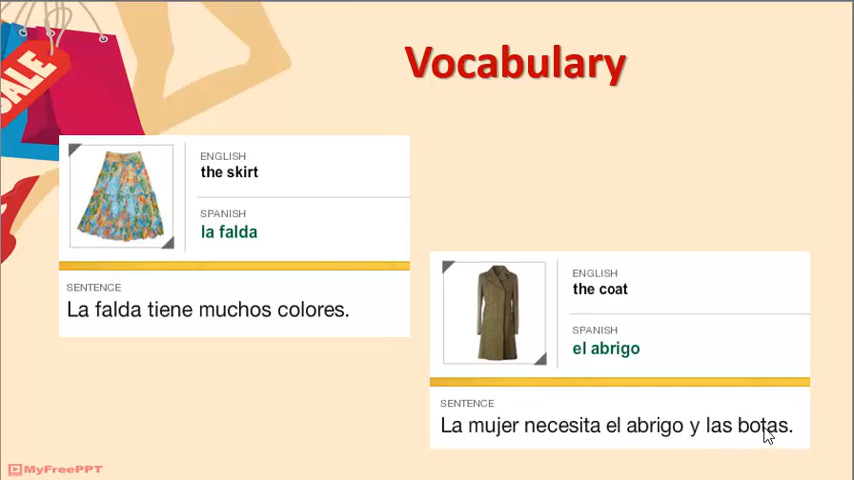 SALE
Vocabulary
ENGLISH
the skirt
SPANISH
la falda
SENTENCE
La falda tiene muchos colores.
ENGLISH
the coat
SPANISH
el abrigo
SENTENCE
La mujer necesita el abrigo y las botas.
MyFreePPT